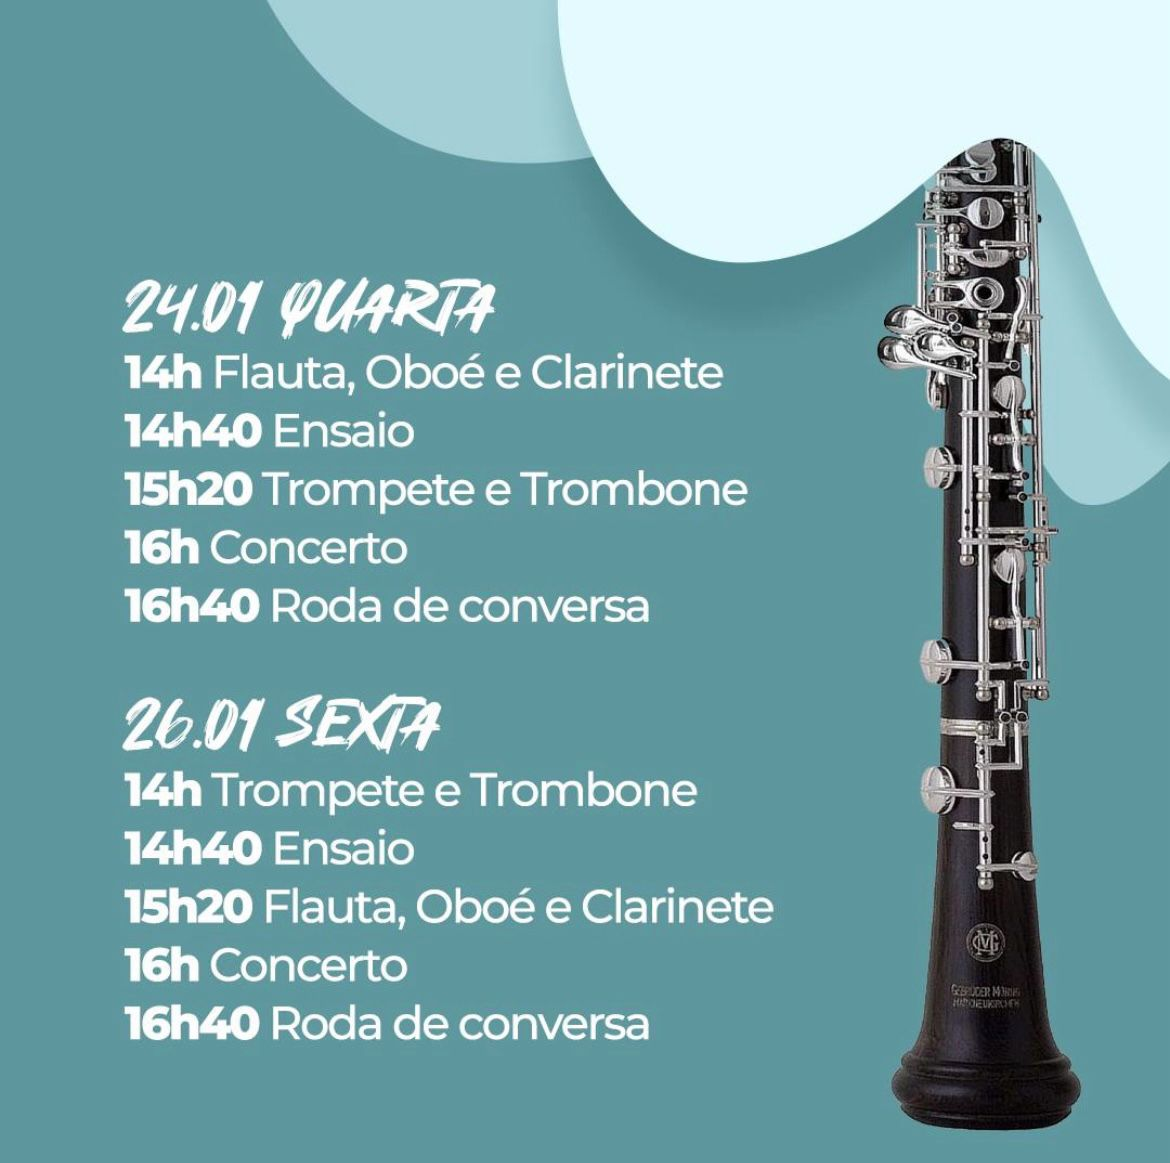 24.01 QUARTA
14h Flauta, Oboé e Clarinete
14h40 Ensaio
15h20 Trompete e Trombone
16h Concerto
16h40 Roda de conversa
26.01 SEXTA
14h Trompete e Trombone
14h40 Ensaio
15h20 Flauta, Oboé e Clarinete
16h Concerto
16h40 Roda de conversa
GEBRÜDER